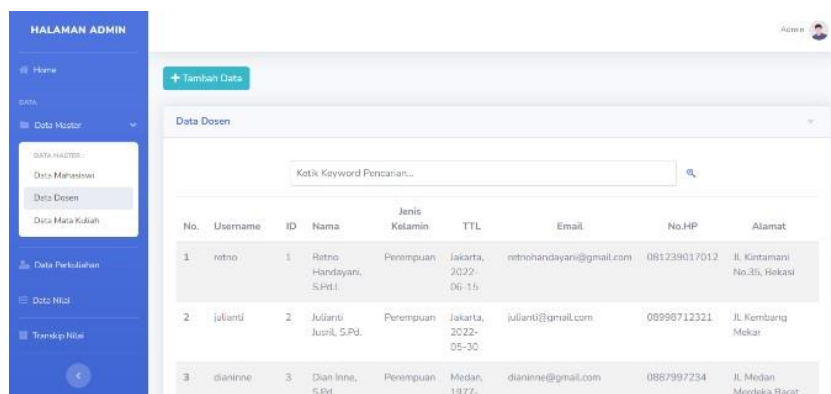 HALAMAN ADMIN
Admin
Home
+ Tambah Data
DATA
Data Master
Data Dosen
DATA MASTER :
Data Mahasiswi
Data Dosen
Data Mata Kuliah
Data Perkuliahan
Data Nilai
Transkip Nilai
Ketik Keyword Pencarian...
No. Username ID Nama Jenis Kelamin TTL Email No.HP Alamat
1 retno 1 Retno Perempuan Jakarta, retnohandayani@gmail.com 081239017012 Jl. Kintamani
Handayani, 2022- No.35, Bekasi
S.Pd.I. 06-15
2 julianti 2 Julianti Perempuan Jakarta, julianti@gmail.com 08998712321 Jl. Kembang
Jusril, S.Pd. 2022- Mekar
05-30
3 dianinne 3 Dian Inne, Perempuan Medan, dianinne@gmail.com 0887997234 Jl. Medan
S.Pd. 1977- Merdeka Barat